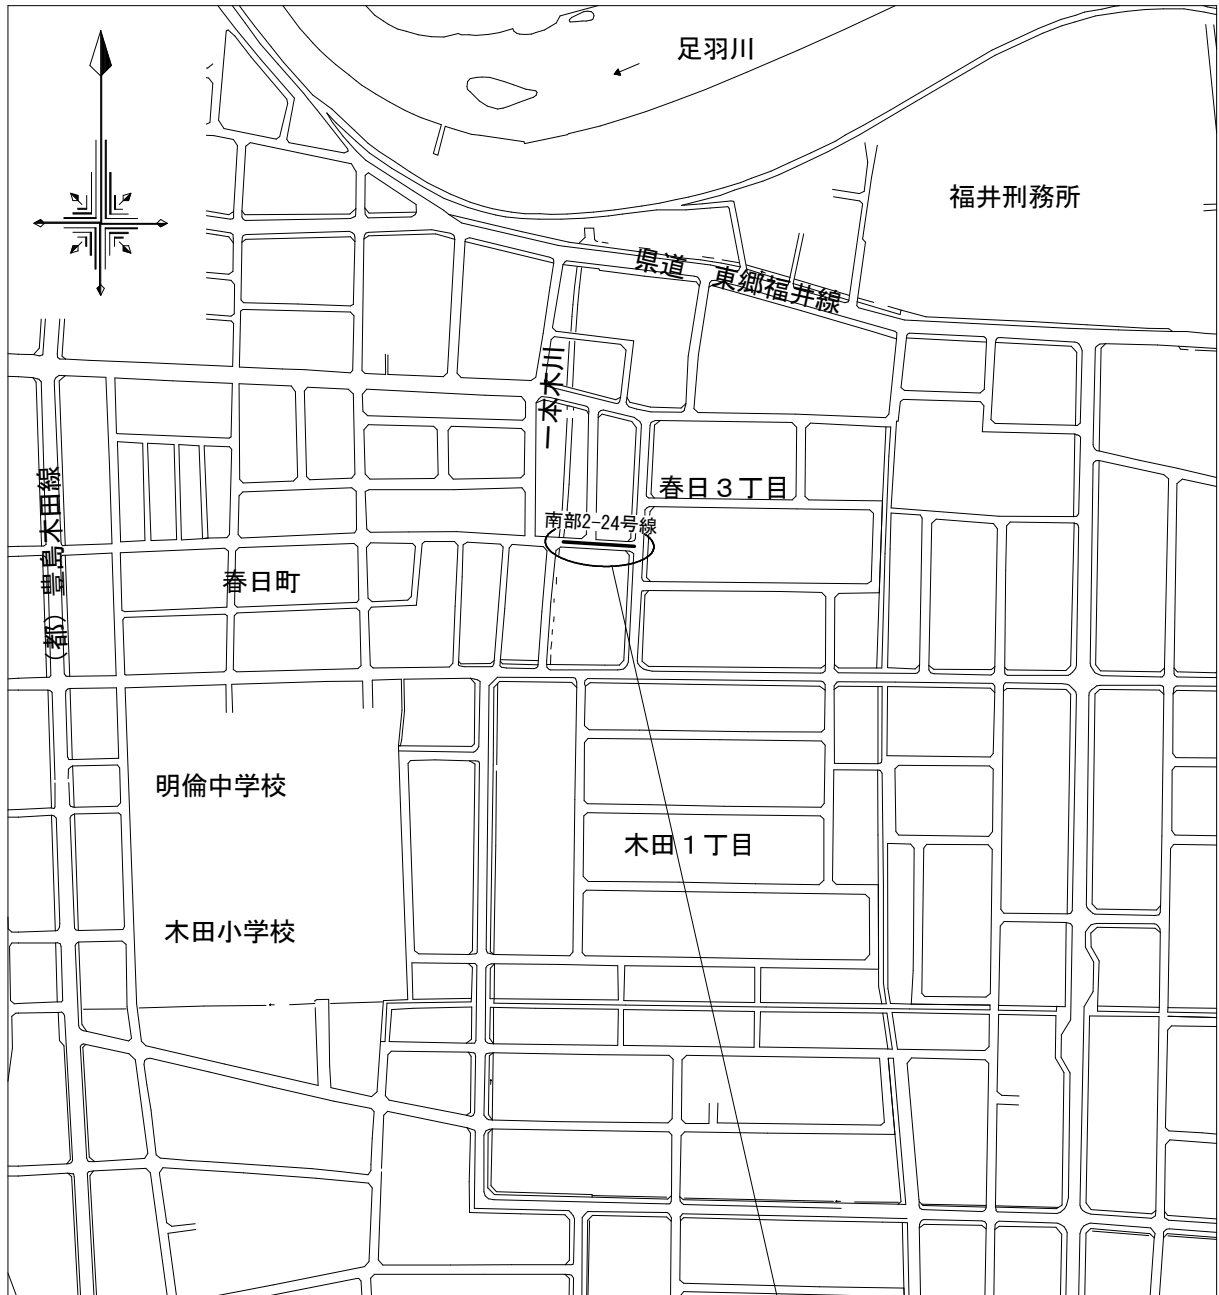 足羽川
福井刑務所
県道　東郷福井線
一本木川
（都）豊島木田線
春日３丁目
南部2-24号線
春日町
明倫中学校
木田１丁目
木田小学校